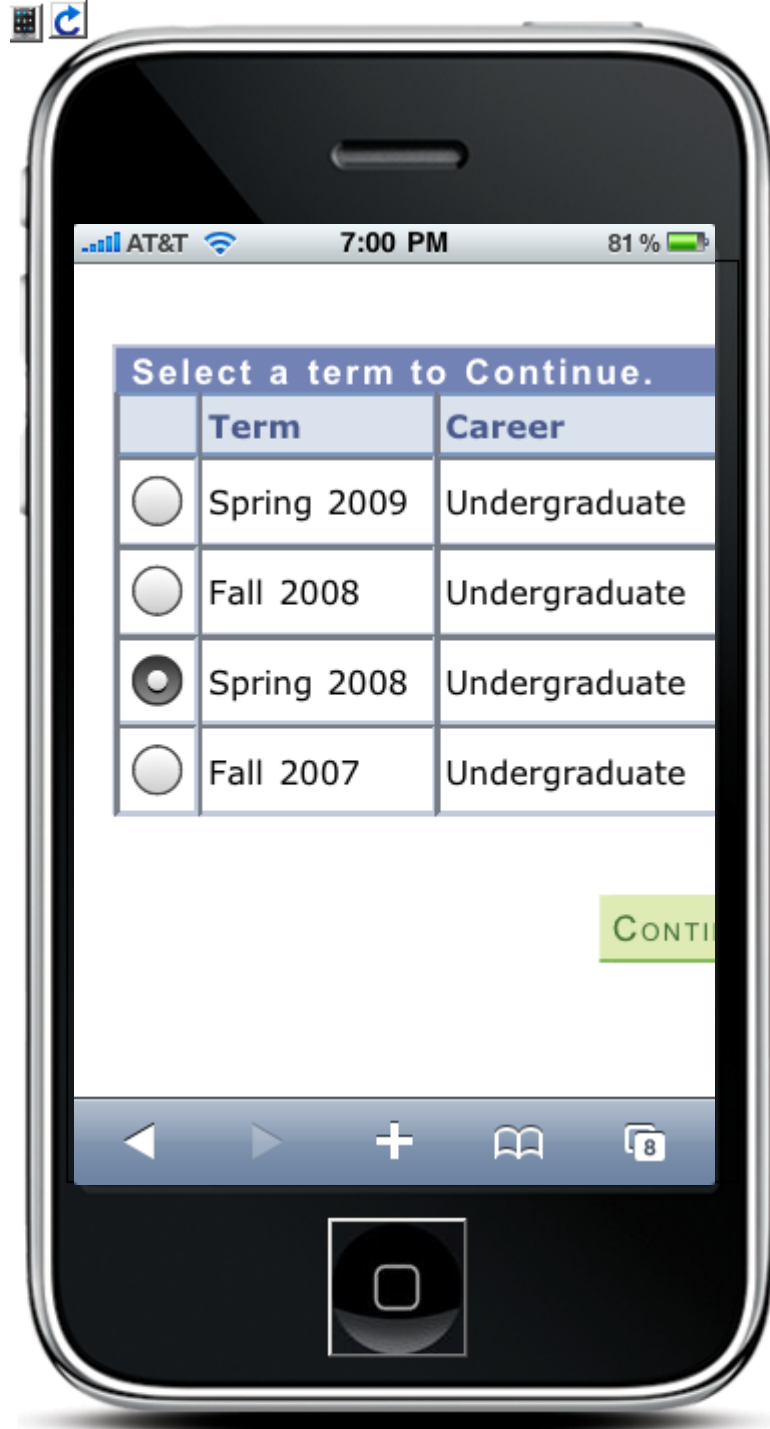 AT&T 7:00 PM 81 %
Select a term to Continue.
Term Career
Spring 2009 Undergraduate
Fall 2008 Undergraduate
Spring 2008 Undergraduate
Fall 2007 Undergraduate
CONTI
8